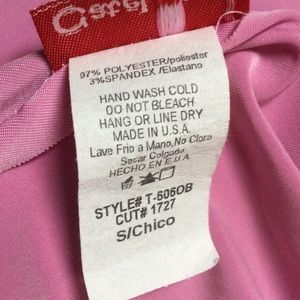 97% POLYESTER/poliester
3%SPANDEX /Elastano
HAND WASH COLD
DO NOT BLEACH
HANG OR LINE DRY
MADE IN U.S.A.
Lave Frio a Mano, No Cloro
Secar Colgado
HECHO EN E.U.A.
STYLE# T-5060B
CUT# 1727
S/Chico